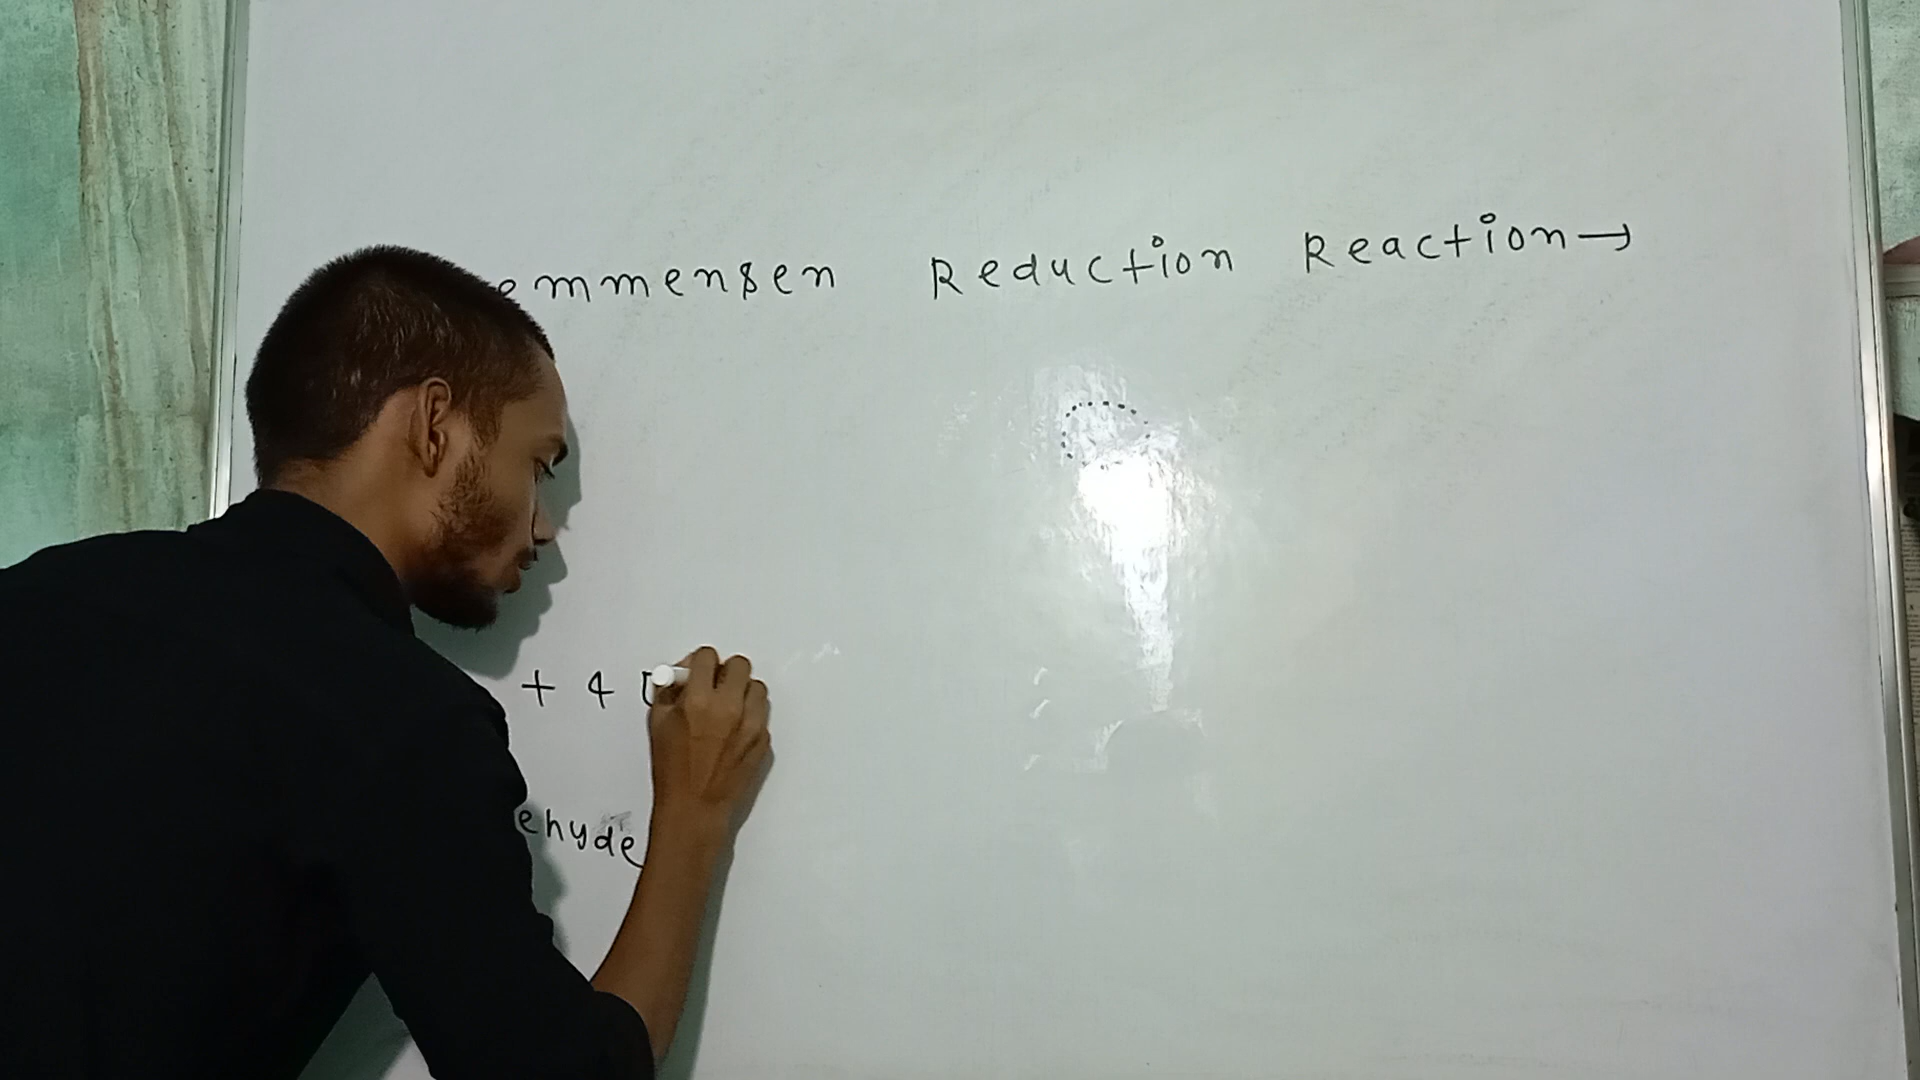 emmensen Reduction Reaction →
+ 4 [
ehyde